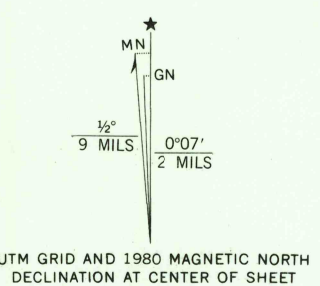 MN
GN
½°
9 MILS
0°07′
2 MILS
UTM GRID AND 1980 MAGNETIC NORTH
DECLINATION AT CENTER OF SHEET